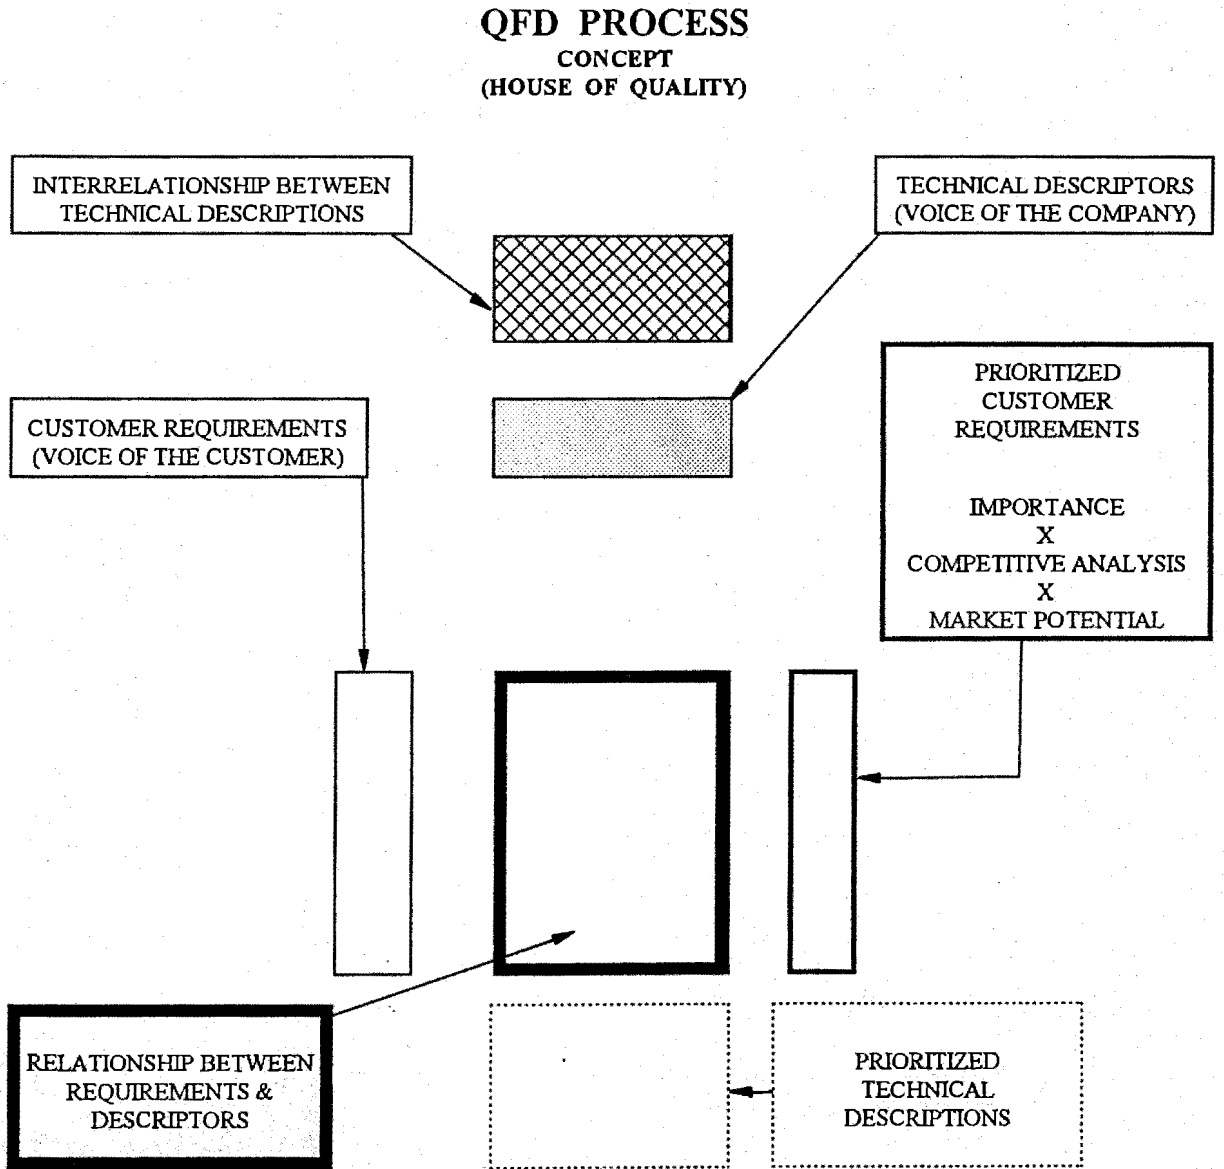 QFD PROCESS
CONCEPT
(HOUSE OF QUALITY)
INTERRELATIONSHIP BETWEEN
TECHNICAL DESCRIPTIONS
TECHNICAL DESCRIPTORS
(VOICE OF THE COMPANY)
CUSTOMER REQUIREMENTS
(VOICE OF THE CUSTOMER)
PRIORITIZED
CUSTOMER
REQUIREMENTS
IMPORTANCE
X
COMPETITIVE ANALYSIS
X
MARKET POTENTIAL
RELATIONSHIP BETWEEN
REQUIREMENTS &
DESCRIPTORS
PRIORITIZED
TECHNICAL
DESCRIPTIONS